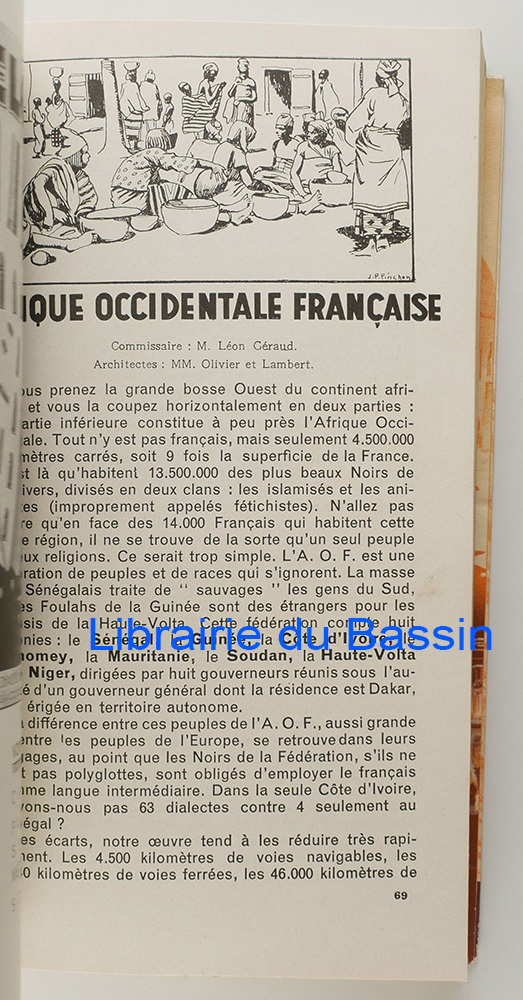 J.P. Pinchon
IQUE OCCIDENTALE FRANÇAISE
Commissaire : M. Léon Géraud.
Architectes : MM. Olivier et Lambert.
ous prenez la grande bosse Ouest du continent afri-
et vous la coupez horizontalement en deux parties :
artie inférieure constitue à peu près l'Afrique Occi-
ale. Tout n'y est pas français, mais seulement 4.500.000
mètres carrés, soit 9 fois la superficie de la France.
t là qu'habitent 13.500.000 des plus beaux Noirs de
ivers, divisés en deux clans : les islamisés et les ani-
tes (improprement appelés fétichistes). N'allez pas
re qu'en face des 14.000 Français qui habitent cette
e région, il ne se trouve de la sorte qu'un seul peuple
eux religions. Ce serait trop simple. L'A. O. F. est une
ération de peuples et de races qui s'ignorent. La masse
Sénégalais traite de " sauvages " les gens du Sud.
es Foulahs de la Guinée sont des étrangers pour les
sis de la Haute-Volta. Cette fédération compte huit
onies : le Sénégal, la Guinée, la Côte d'Ivoire, le
homey, la Mauritanie, le Soudan, la Haute-Volta
Niger, dirigées par huit gouverneurs réunis sous l'au-
é d'un gouverneur général dont la résidence est Dakar,
érigée en territoire autonome.
a différence entre ces peuples de l'A. O. F., aussi grande
entre les peuples de l'Europe, se retrouve dans leurs
gages, au point que les Noirs de la Fédération, s'ils ne
t pas polyglottes, sont obligés d'employer le français
mme langue intermédiaire. Dans la seule Côte d'Ivoire,
vons-nous pas 63 dialectes contre 4 seulement au
égal ?
es écarts, notre œuvre tend à les réduire très rapi-
nent. Les 4.500 kilomètres de voies navigables, les
0 kilomètres de voies ferrées, les 46.000 kilomètres de
69
Librairie du Bassin